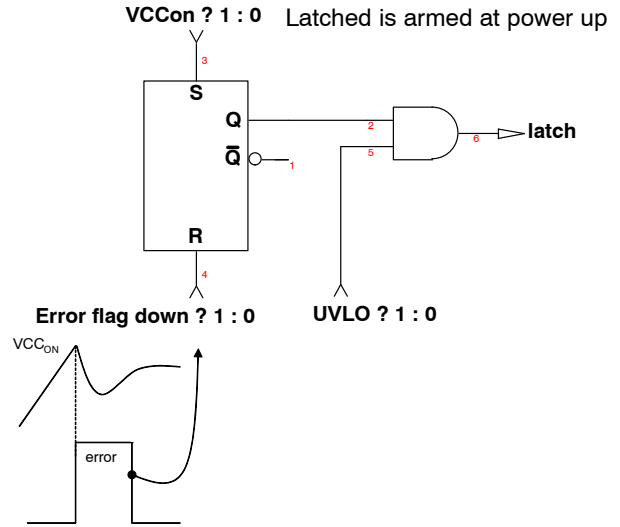 VCCon ? 1 : 0
Latched is armed at power up
3
S
Q
2
5
6
latch
Q̅
1
R
4
Error flag down ? 1 : 0
UVLO ? 1 : 0
VCCON
error